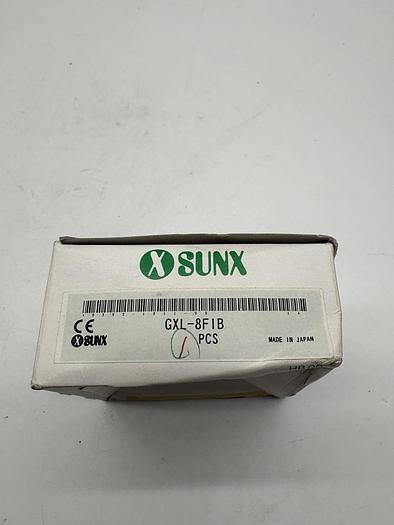 SUNX
GXL-8FIB
CE
1 PCS
SUNX
MADE IN JAPAN